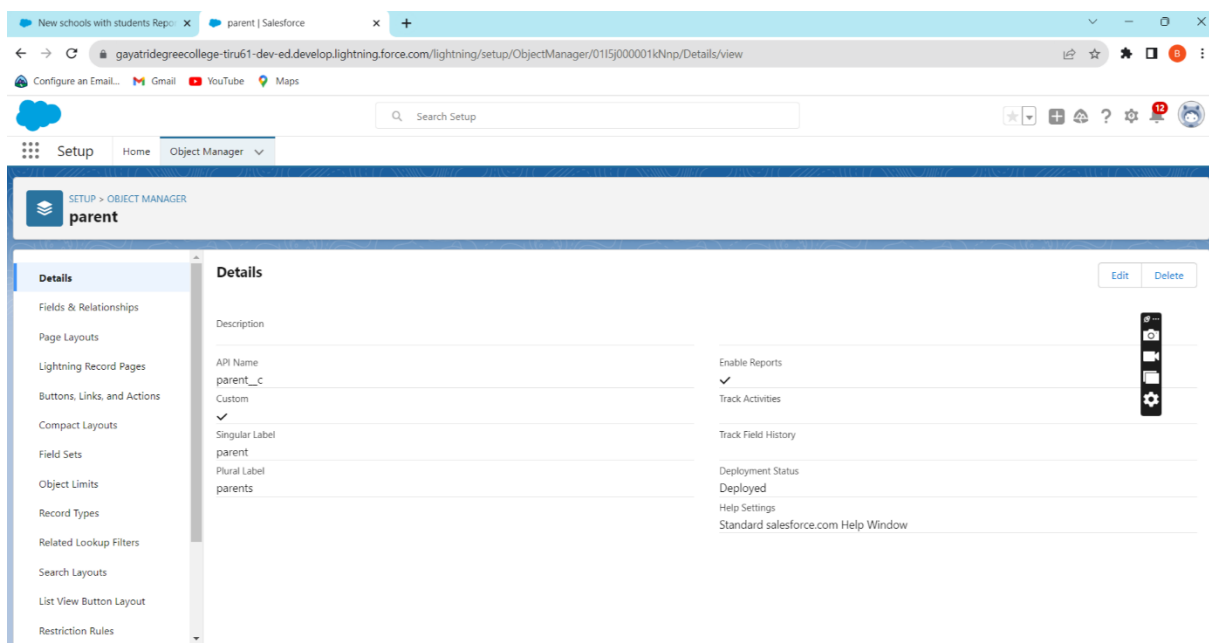 New schools with students Repor
parent | Salesforce
gayatridegreecollege-tiru61-dev-ed.develop.lightning.force.com/lightning/setup/ObjectManager/01I5j000001kNnp/Details/view
B
Configure an Email...
Gmail
YouTube
Maps
Search Setup
12
Setup
Home
Object Manager
SETUP > OBJECT MANAGER
parent
Details
Fields & Relationships
Page Layouts
Lightning Record Pages
Buttons, Links, and Actions
Compact Layouts
Field Sets
Object Limits
Record Types
Related Lookup Filters
Search Layouts
List View Button Layout
Restriction Rules
Details
Edit
Delete
Description
API Name
parent__c
Custom
Singular Label
parent
Plural Label
parents
Enable Reports
Track Activities
Track Field History
Deployment Status
Deployed
Help Settings
Standard salesforce.com Help Window